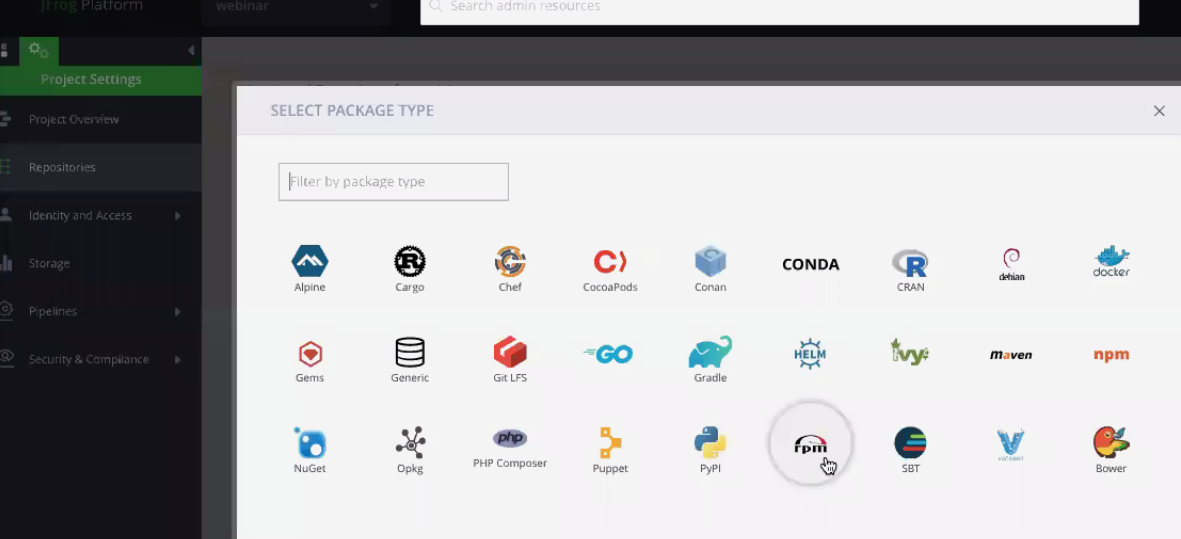 JFrog Platform
webinar
Search admin resources
Project Settings
SELECT PACKAGE TYPE
Project Overview
Filter by package type
Repositories
Identity and Access
Storage
Pipelines
Security & Compliance
R
C
CONDA
R
debian
docker
Alpine
Cargo
Chef
CocoaPods
Conan
CRAN
GO
HELM
Ivy
maven
npm
Gems
Generic
Git LFS
Gradle
php
rpm
NuGet
Opkg
PHP Composer
Puppet
PyPI
SBT
VAGRANT
Bower